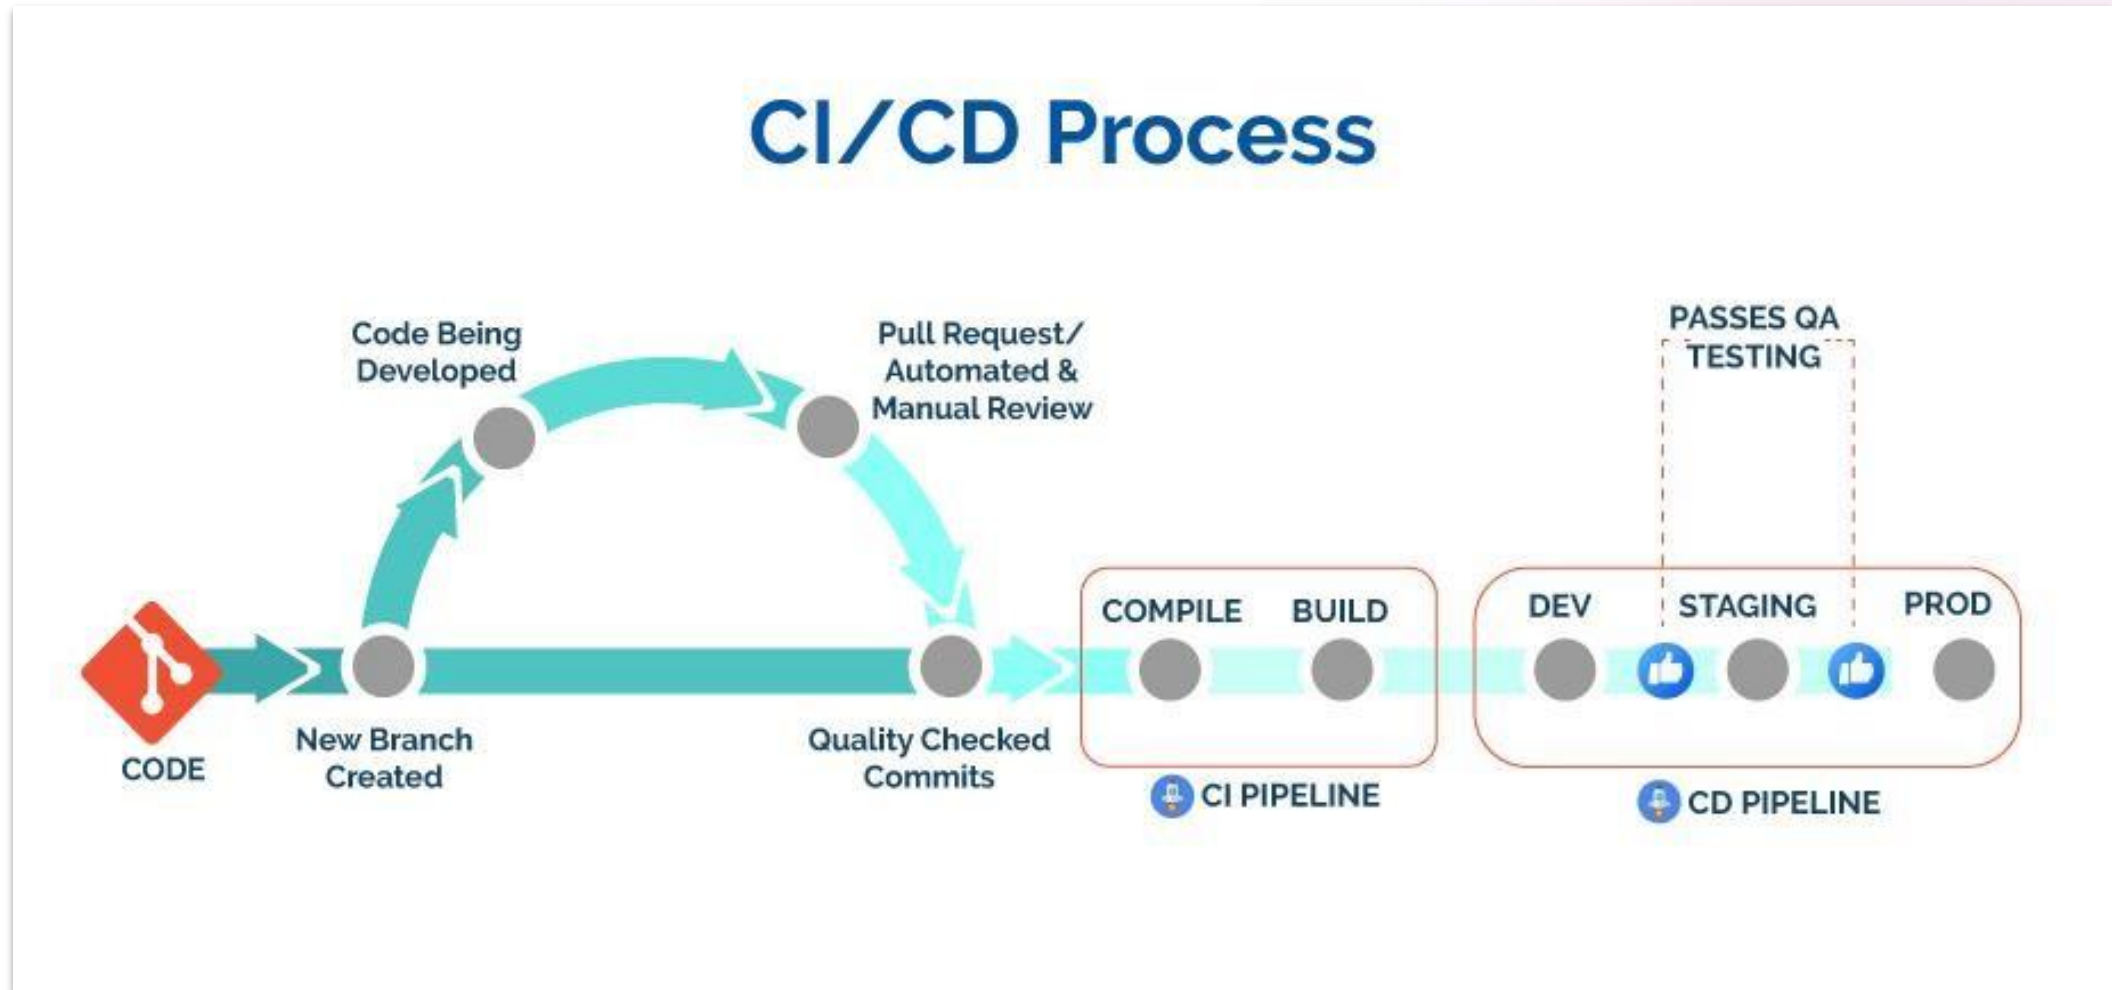 CI/CD Process
Code Being
Developed
Pull Request/
Automated &
Manual Review
PASSES QA
TESTING
COMPILE
BUILD
DEV
STAGING
PROD
CODE
New Branch
Created
Quality Checked
Commits
CI PIPELINE
CD PIPELINE